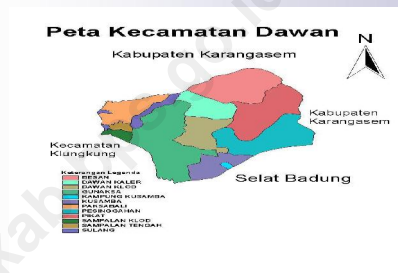 Peta Kecamatan Dawan
N
Kabupaten Karangasem
Kabupaten
Karangasem
Kecamatan
Klungkung
Selat Badung
Keterangan Legenda
BESAN
DAWAN KALER
DAWAN KLOD
GUNAKSA
KAMPUNG KUSAMBA
KUSAMBA
PAKSABALI
PESINGGAHAN
PIKAT
SAMPALAN KLOD
SAMPALAN TENGAH
SULANG